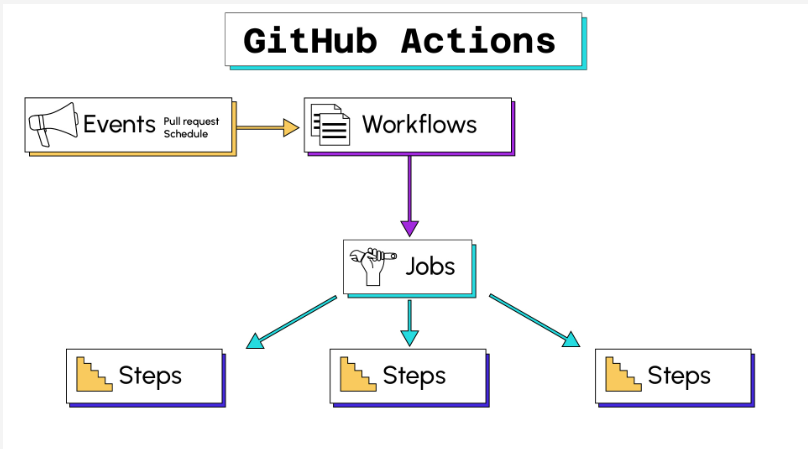 GitHub Actions
Events
Pull request
Schedule
Workflows
Jobs
Steps
Steps
Steps